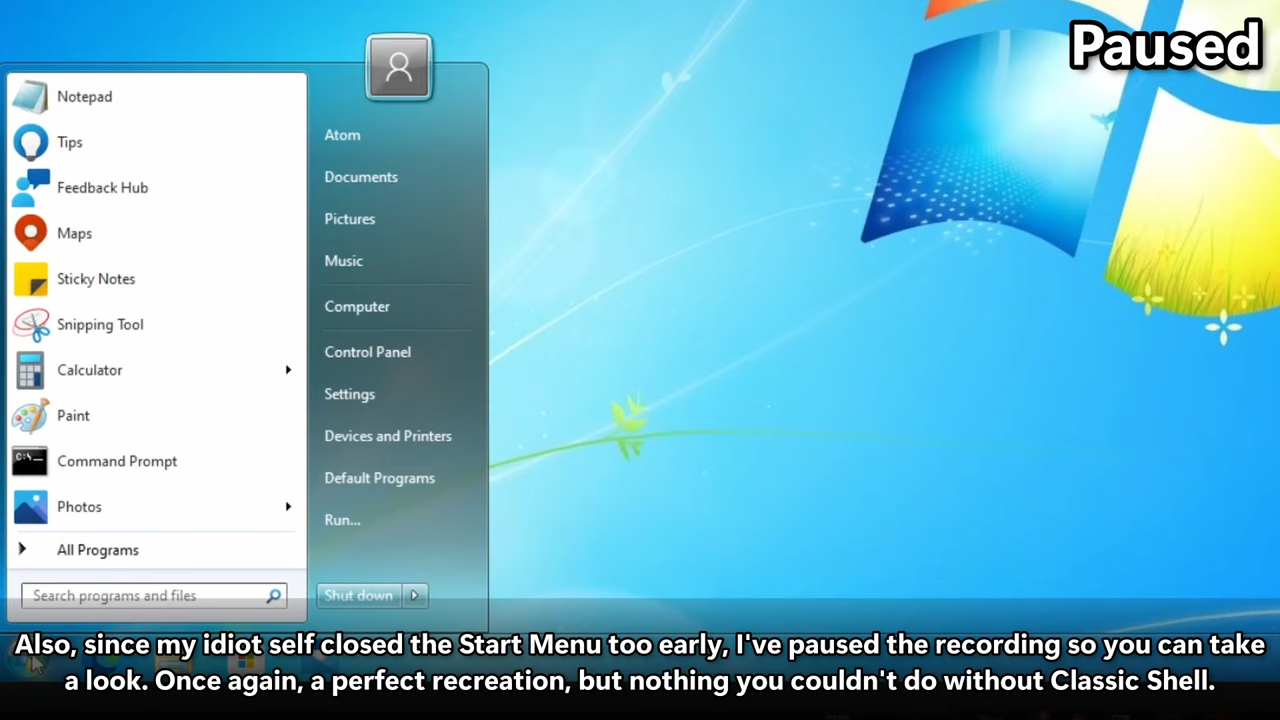 Paused
Notepad
Tips
Feedback Hub
Maps
Sticky Notes
Snipping Tool
Calculator
Paint
C:\
Command Prompt
Photos
All Programs
Search programs and files
Atom
Documents
Pictures
Music
Computer
Control Panel
Settings
Devices and Printers
Default Programs
Run...
Shut down
Also, since my idiot self closed the Start Menu too early, I've paused the recording so you can take
a look. Once again, a perfect recreation, but nothing you couldn't do without Classic Shell.